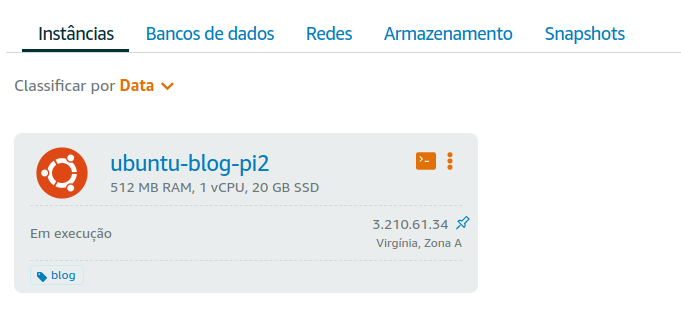 Instâncias Bancos de dados Redes Armazenamento Snapshots
Classificar por Data
ubuntu-blog-pi2
512 MB RAM, 1 vCPU, 20 GB SSD
Em execução
3.210.61.34
Virgínia, Zona A
blog